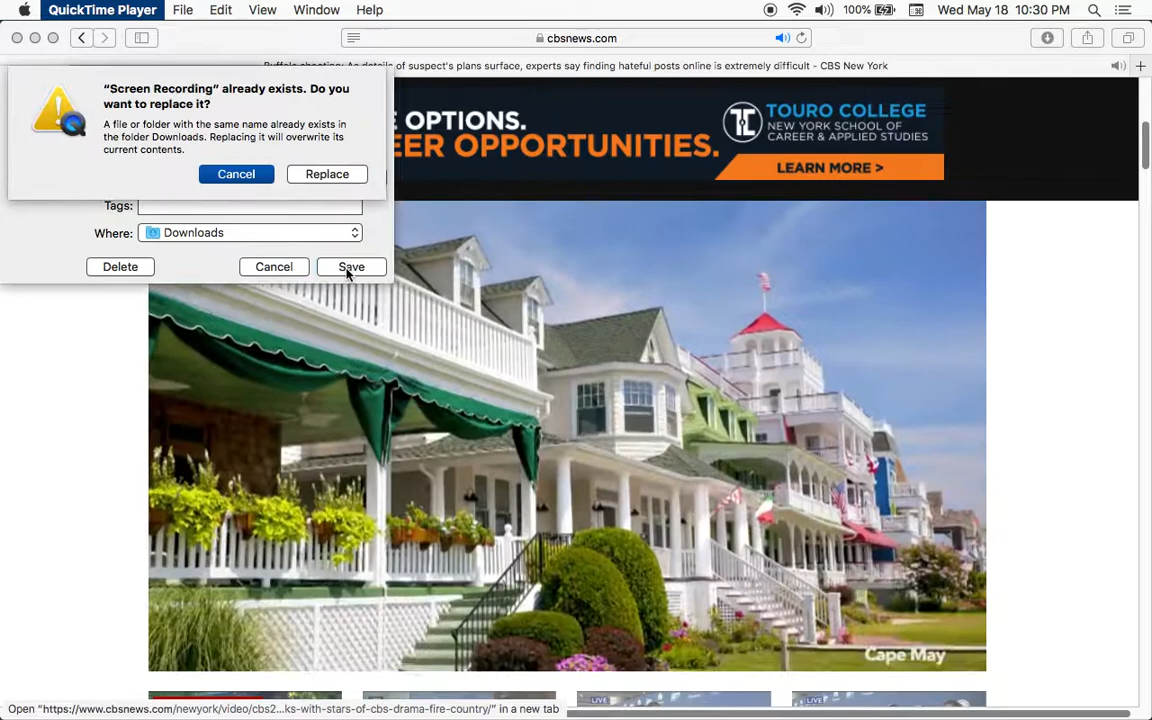 QuickTime Player File Edit View Window Help 100% Wed May 18 10:30 PM
cbsnews.com
Buffalo shooting: As details of suspect's plans surface, experts say finding hateful posts online is extremely difficult - CBS New York
“Screen Recording” already exists. Do you
want to replace it?
A file or folder with the same name already exists in
the folder Downloads. Replacing it will overwrite its
current contents.
Cancel Replace
Tags:
Where: Downloads
Delete Cancel Save
E OPTIONS.
EER OPPORTUNITIES.
TC
TOURO COLLEGE
NEW YORK SCHOOL OF
CAREER & APPLIED STUDIES
LEARN MORE >
Cape May
LIVE LIVE
Open "https://www.cbsnews.com/newyork/video/cbs2...ks-with-stars-of-cbs-drama-fire-country/" in a new tab